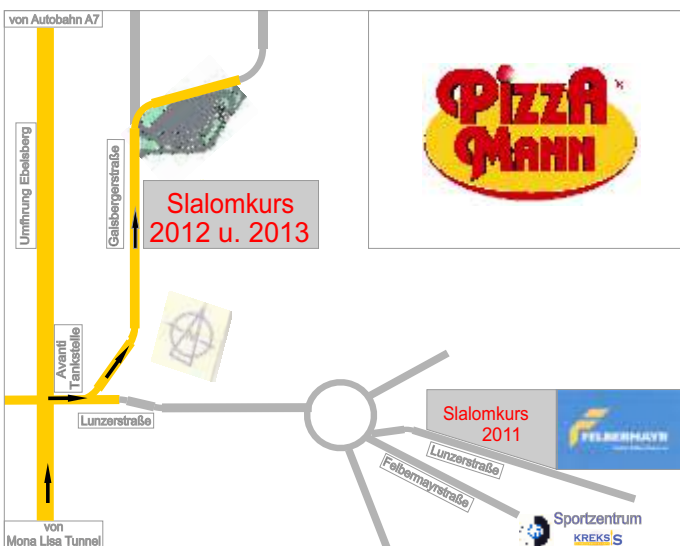 von Autobahn A7
PizzA
MANN
Umfhrung Ebelsberg
Gaisbergerstraße
Slalomkurs
2012 u. 2013
Avanti
Tankstelle
Lunzerstraße
Slalomkurs
2011
FELBERMAYR
Lunzerstraße
Felbermayrstraße
von
Mona Lisa Tunnel
Sportzentrum
KREKS S